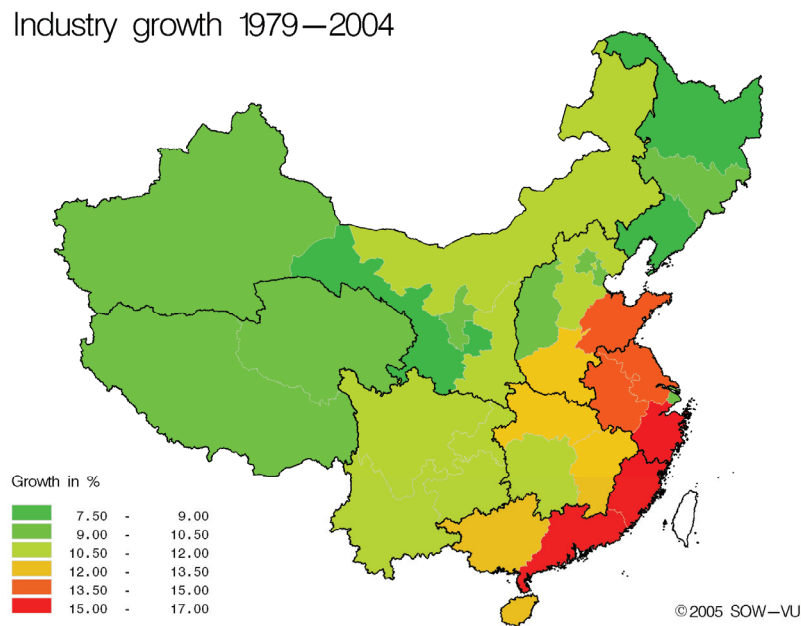 Industry growth 1979—2004
Growth in %
7.50 - 9.00
9.00 - 10.50
10.50 - 12.00
12.00 - 13.50
13.50 - 15.00
15.00 - 17.00
©2005 SOW—VU